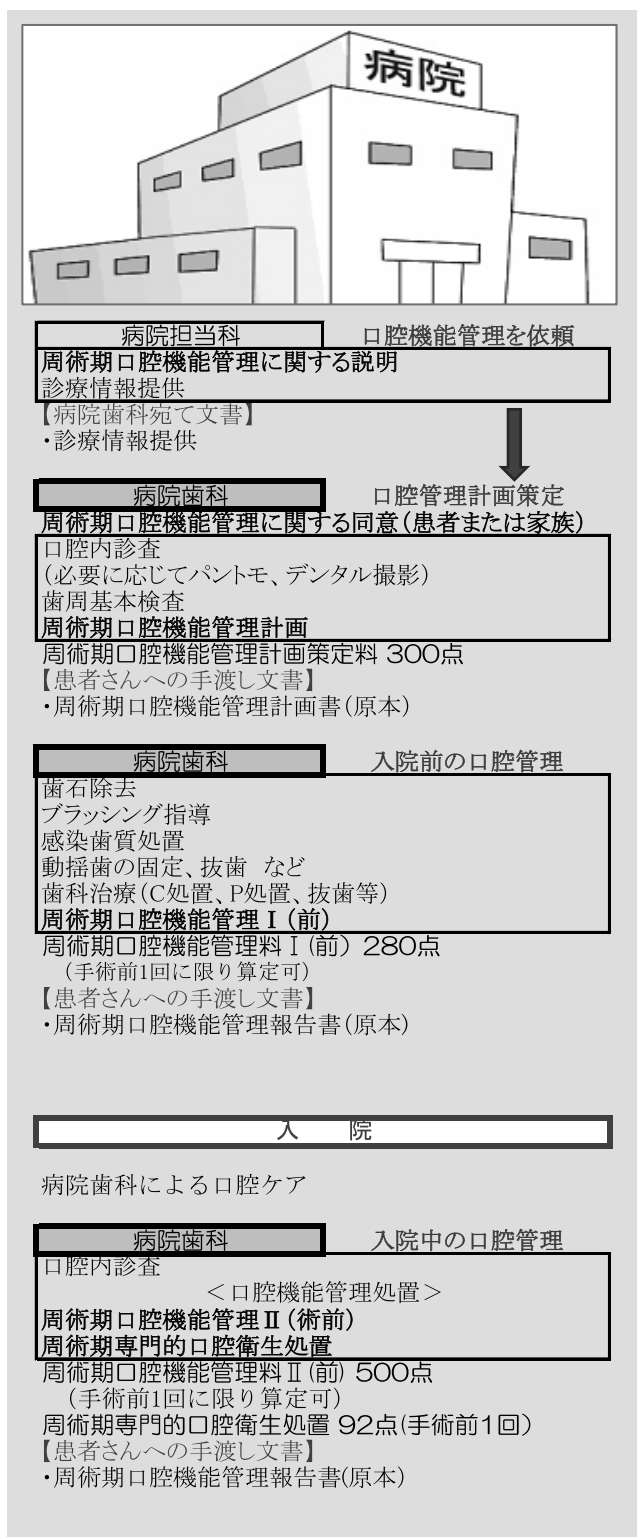 病院
病院担当科 口腔機能管理を依頼
周術期口腔機能管理に関する説明
診療情報提供
【病院歯科宛て文書】
・診療情報提供
病院歯科 口腔管理計画策定
周術期口腔機能管理に関する同意(患者または家族)
口腔内診査
(必要に応じてパントモ、デンタル撮影)
歯周基本検査
周術期口腔機能管理計画
周術期口腔機能管理計画策定料 300点
【患者さんへの手渡し文書】
・周術期口腔機能管理計画書(原本)
病院歯科 入院前の口腔管理
歯石除去
ブラッシング指導
感染歯質処置
動揺歯の固定、抜歯 など
歯科治療(C処置、P処置、抜歯等)
周術期口腔機能管理Ⅰ(前)
周術期口腔機能管理料Ⅰ(前) 280点
(手術前1回に限り算定可)
【患者さんへの手渡し文書】
・周術期口腔機能管理報告書(原本)
入 院
病院歯科による口腔ケア
病院歯科 入院中の口腔管理
口腔内診査
＜口腔機能管理処置＞
周術期口腔機能管理Ⅱ(術前)
周術期専門的口腔衛生処置
周術期口腔機能管理料Ⅱ(前) 500点
(手術前1回に限り算定可)
周術期専門的口腔衛生処置 92点(手術前1回)
【患者さんへの手渡し文書】
・周術期口腔機能管理報告書(原本)